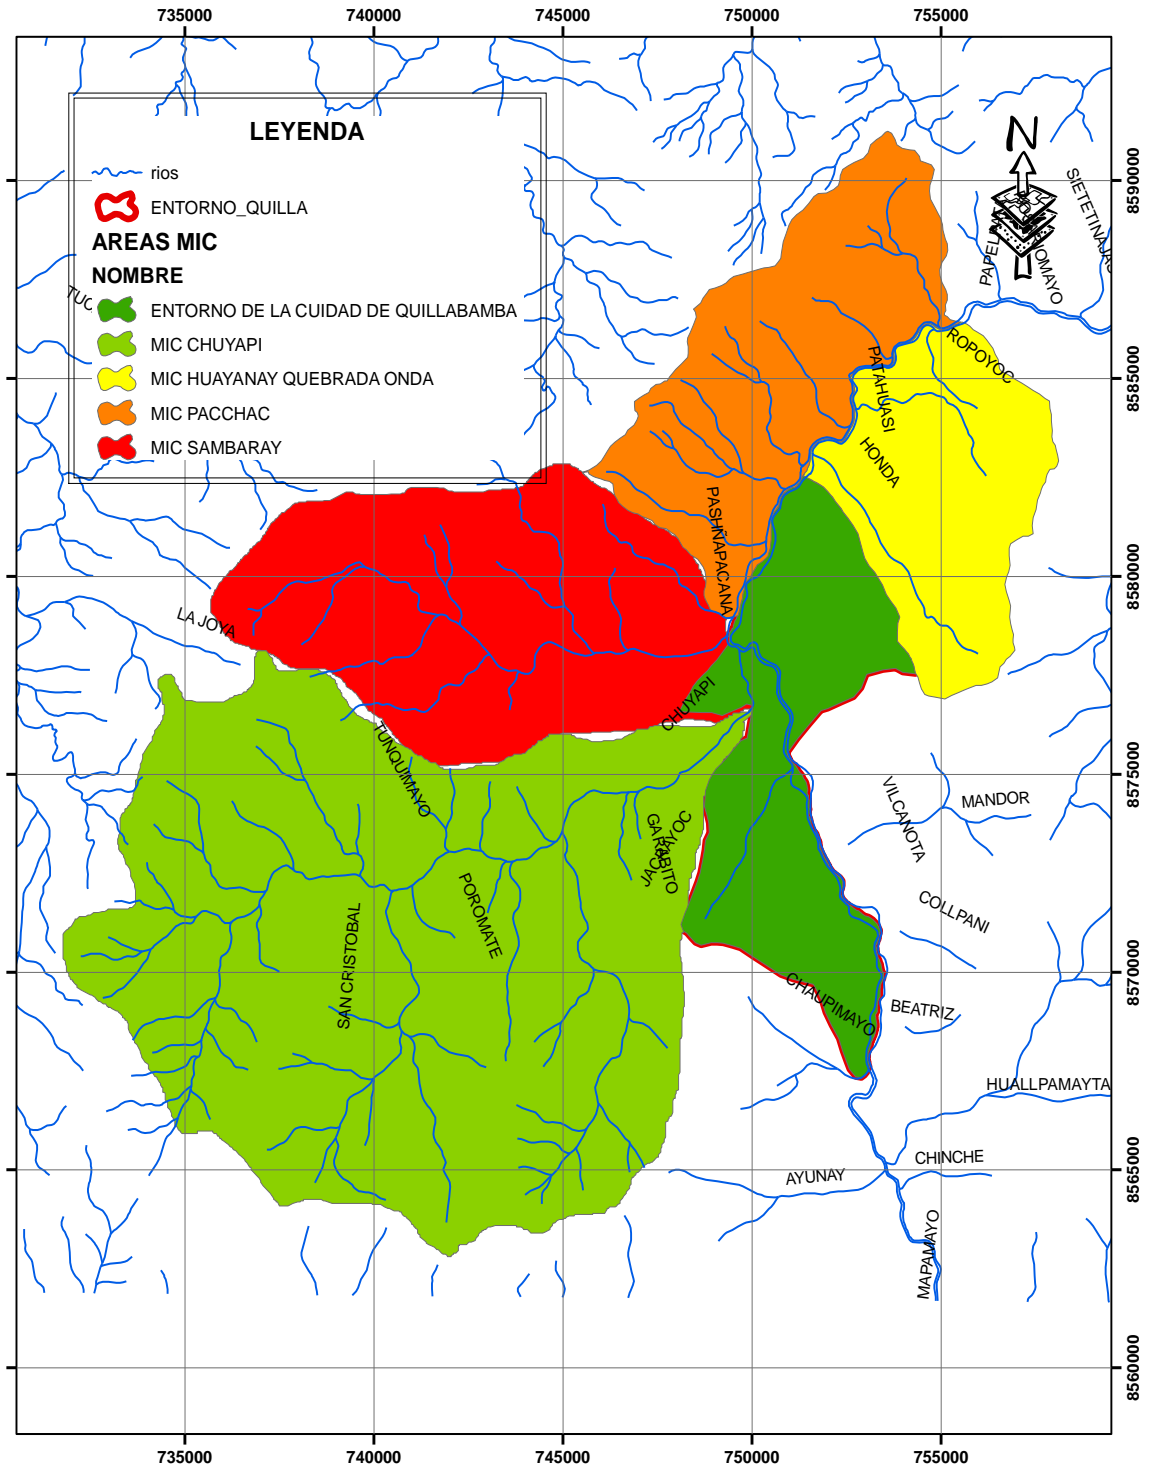 735000 740000 745000 750000 755000
N
LEYENDA
rios
ENTORNO_QUILLA
AREAS MIC
NOMBRE
ENTORNO DE LA CUIDAD DE QUILLABAMBA
MIC CHUYAPI
MIC HUAYANAY QUEBRADA ONDA
MIC PACCHAC
MIC SAMBARAY
8590000
SIETETINAJAS
ROPOYOC
PATAHUASI
8585000
HONDA
PASHÑAPACANA
8580000
LA JOYA
CHUYAPI
TUNQUIMAYO
8575000
MANDOR
VILCANOTA
GARABITO
POROMATE
COLLPANI
SAN CRISTOBAL
8570000
CHAUPIMAYO
BEATRIZ
HUALLPAMAYTA
CHINCHE
AYUNAY
8565000
MAPAMAYO
8560000
735000 740000 745000 750000 755000